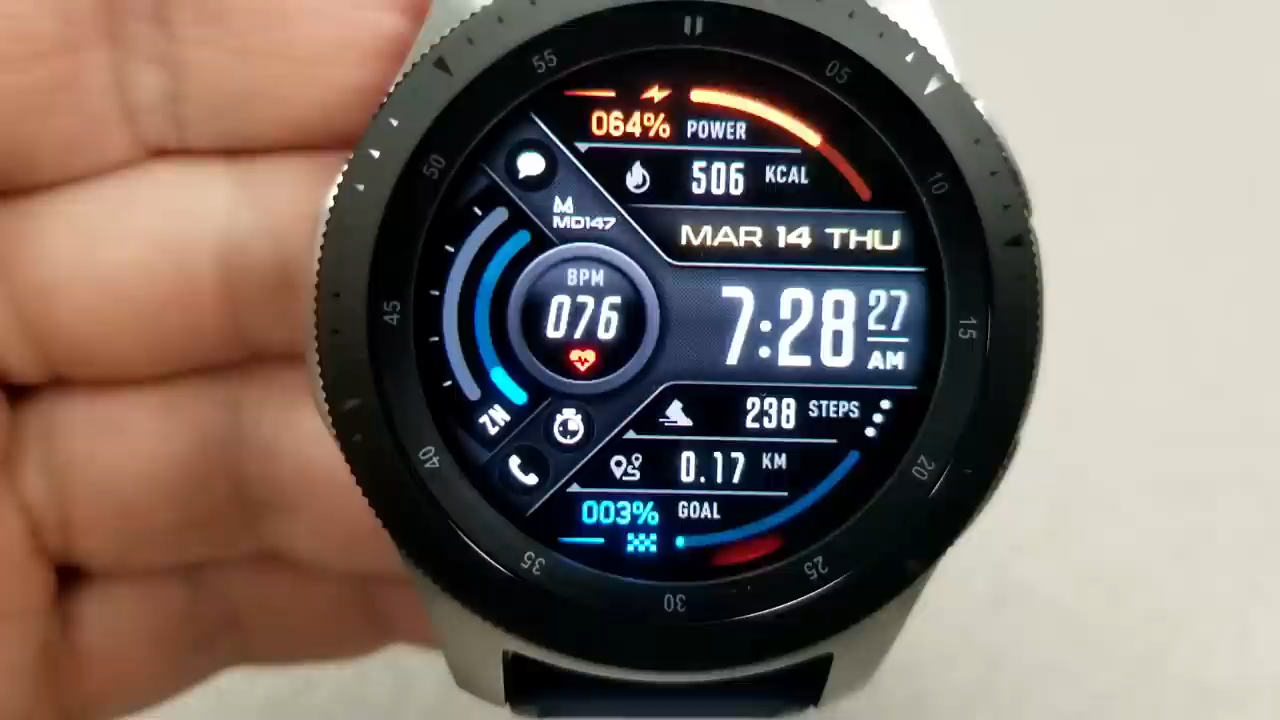 55
05
50
10
45
15
40
20
35
25
30
064% POWER
506 KCAL
M
MD147
MAR 14 THU
BPM
076
7:28 27
AM
238 STEPS
0.17 KM
003% GOAL
ZN